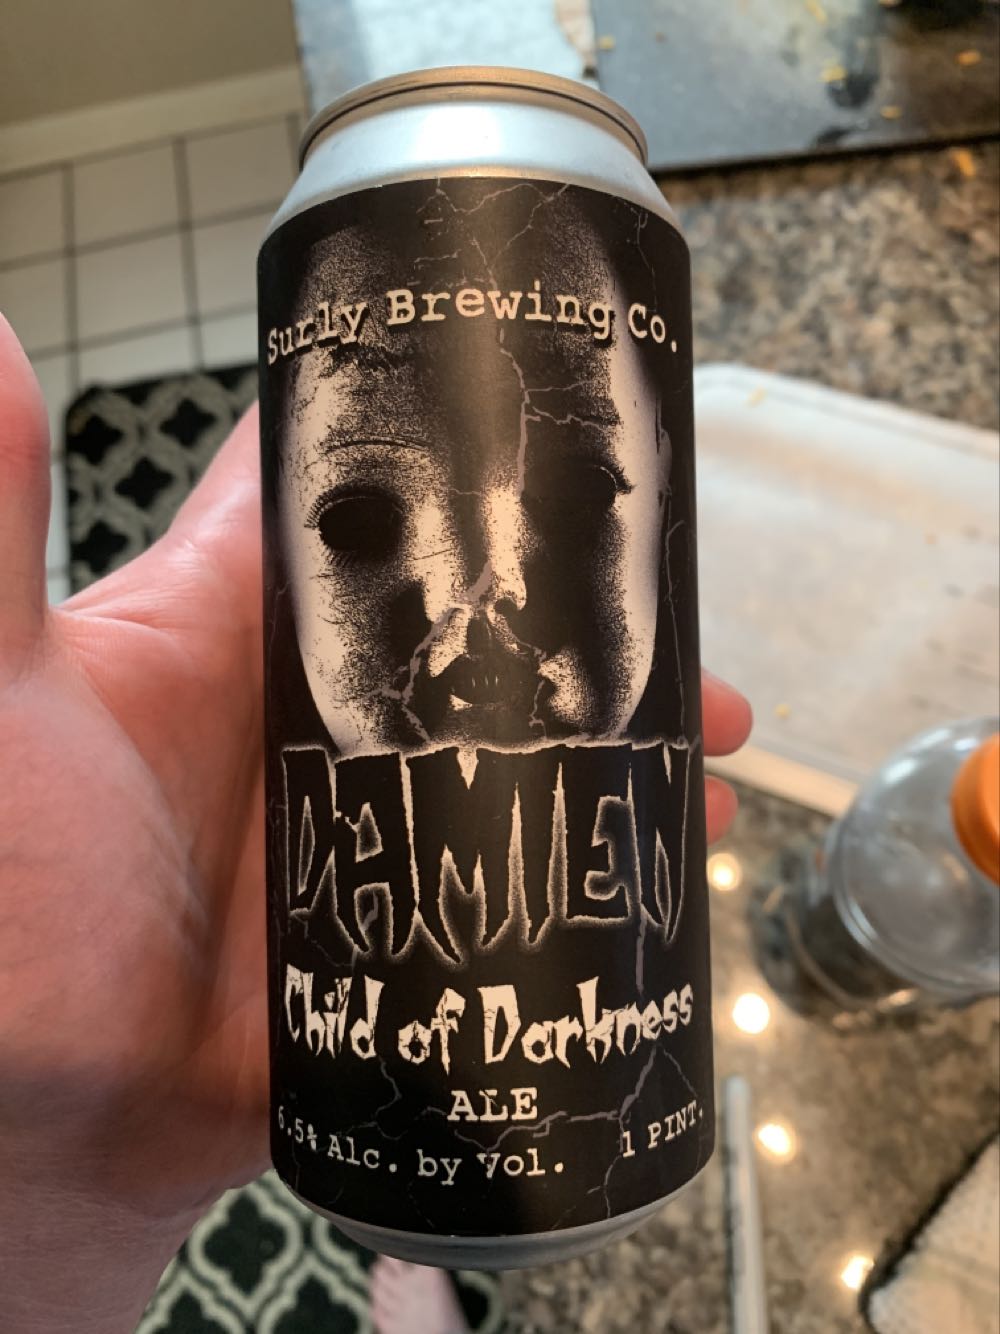 Surly Brewing Co.
DAMIEN
Child of Darkness
ALE
6.5% Alc. by Vol. 1 PINT.